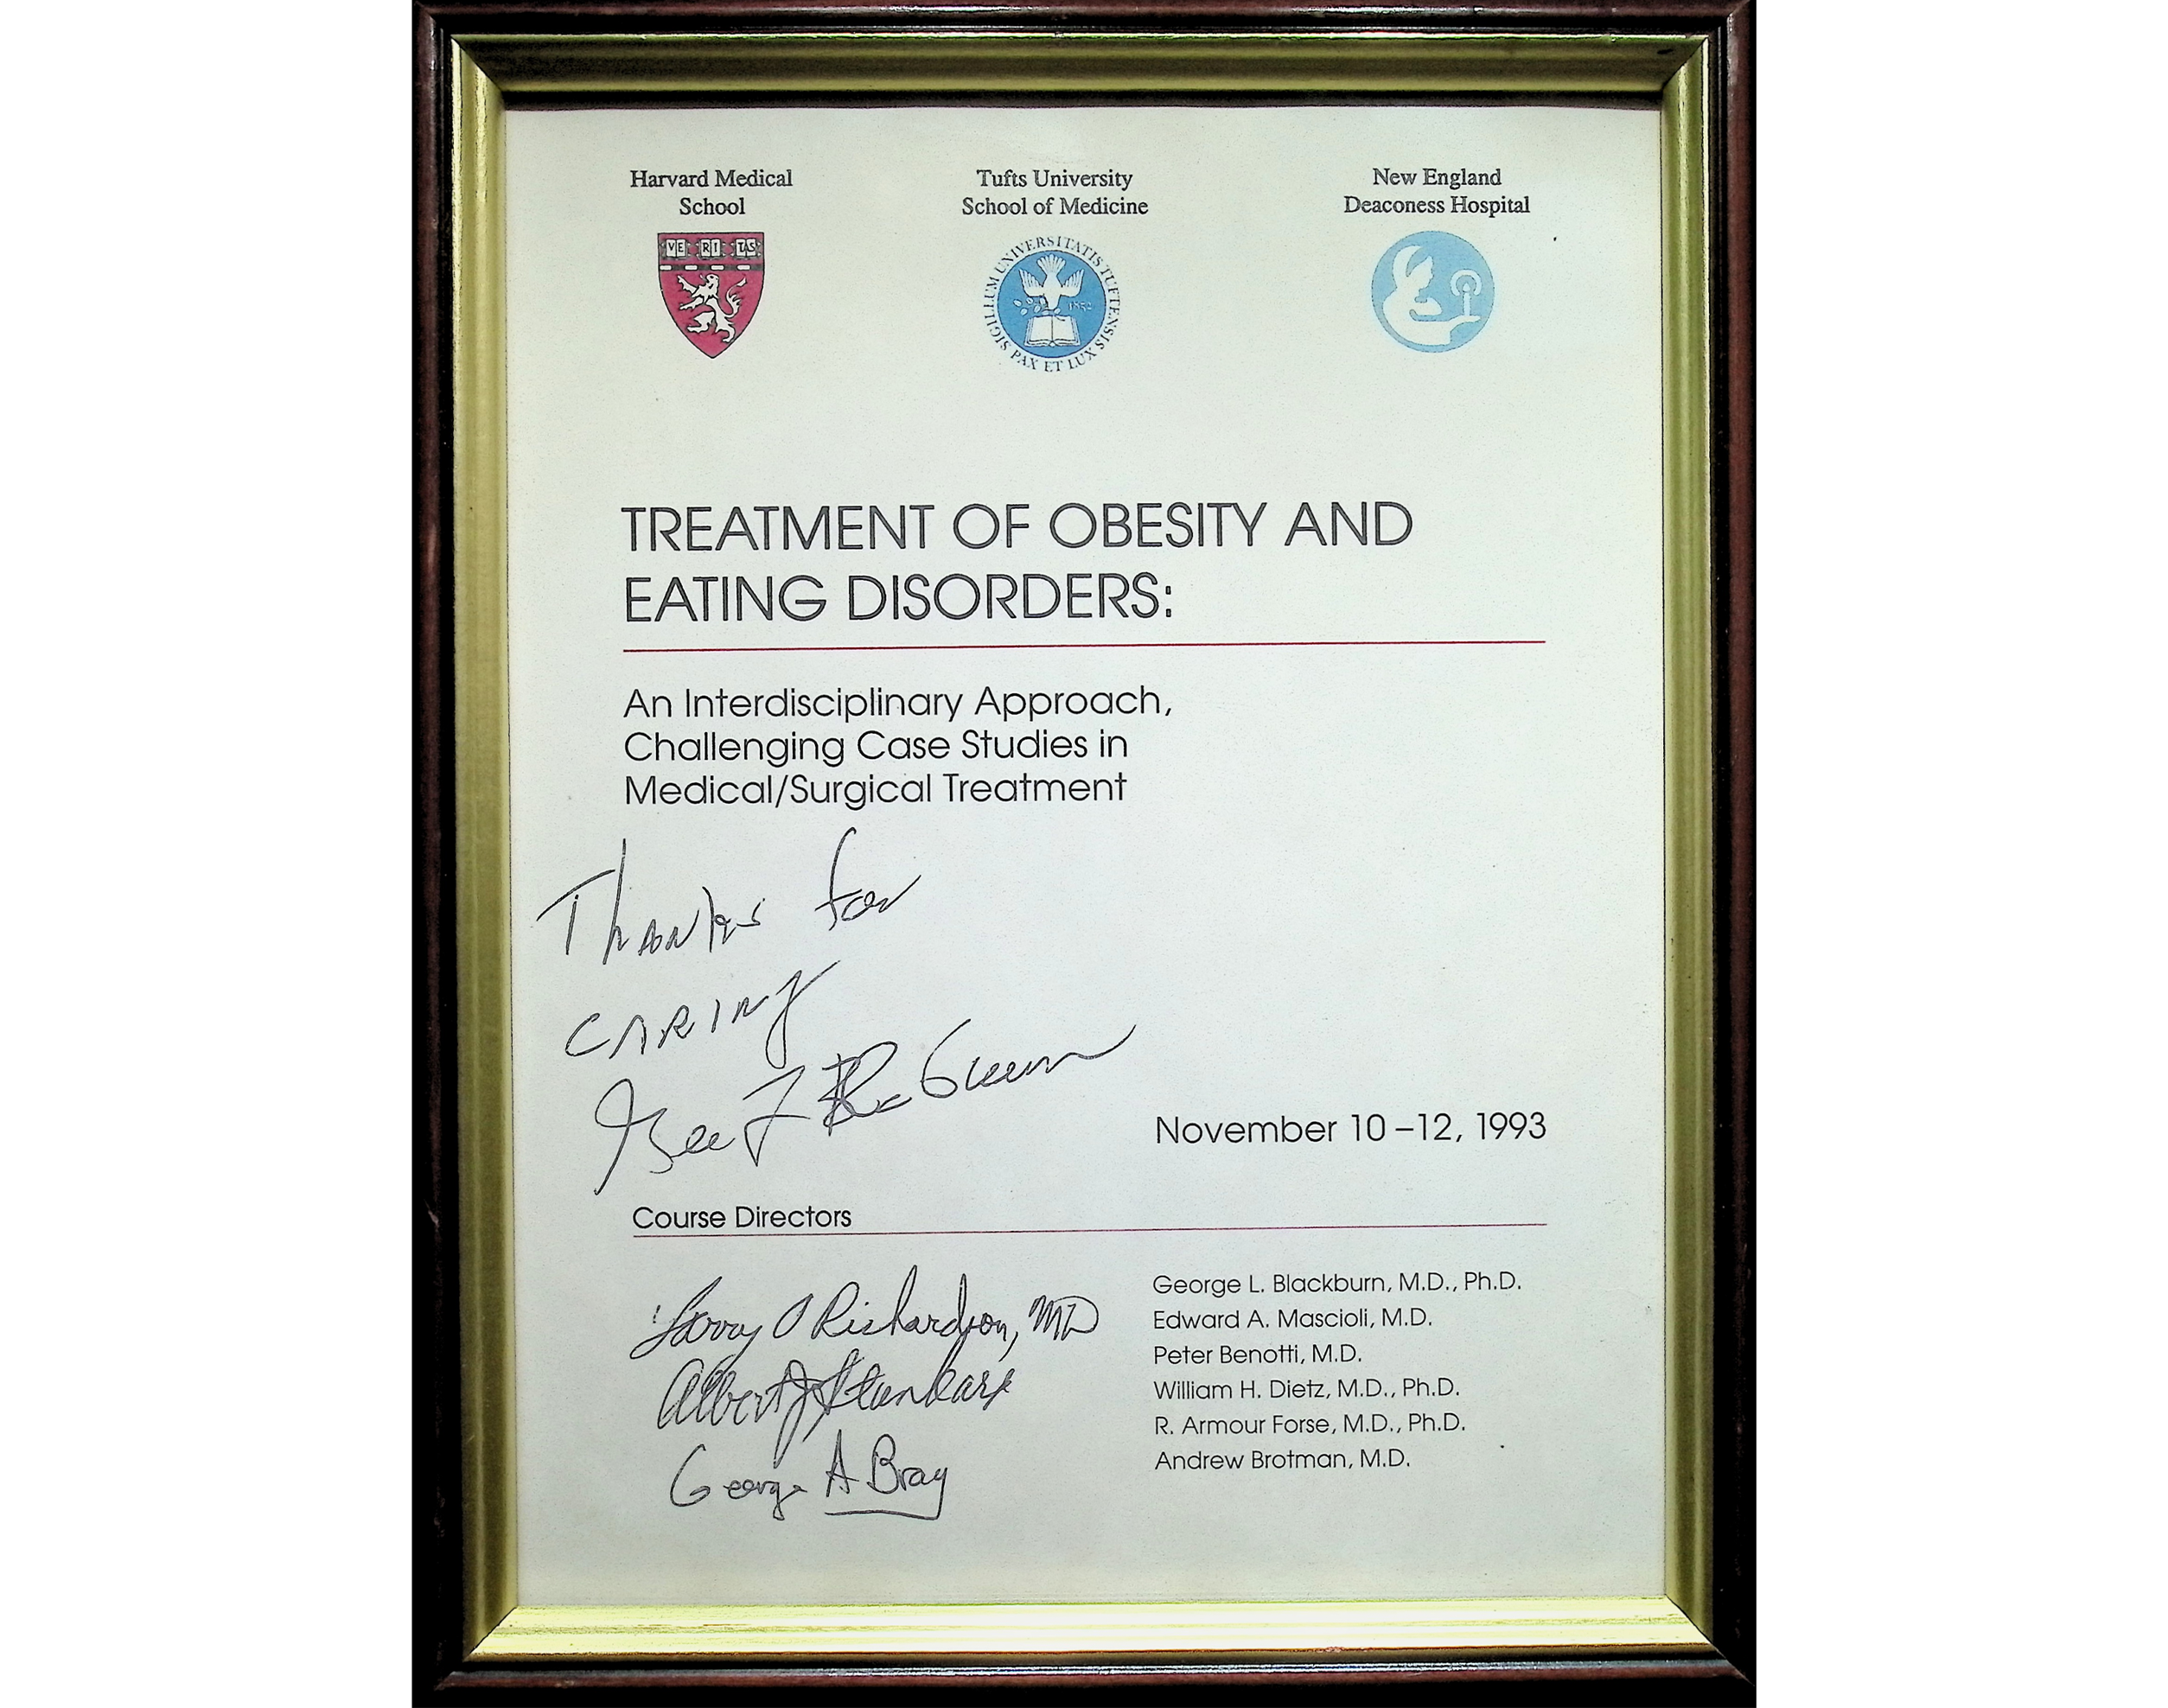 Harvard Medical
School
VE RI TAS
Tufts University
School of Medicine
SIGILLUM UNIVERSITATIS TUFTENSIS
1852
PAX ET LUX
New England
Deaconess Hospital
TREATMENT OF OBESITY AND
EATING DISORDERS:
An Interdisciplinary Approach,
Challenging Case Studies in
Medical/Surgical Treatment
Thanks for
CARING
November 10–12, 1993
Course Directors
George L. Blackburn, M.D., Ph.D.
Edward A. Mascioli, M.D.
Peter Benotti, M.D.
William H. Dietz, M.D., Ph.D.
R. Armour Forse, M.D., Ph.D.
Andrew Brotman, M.D.
Larry O Richardson, MD
Albert J Stunkard
George A Bray